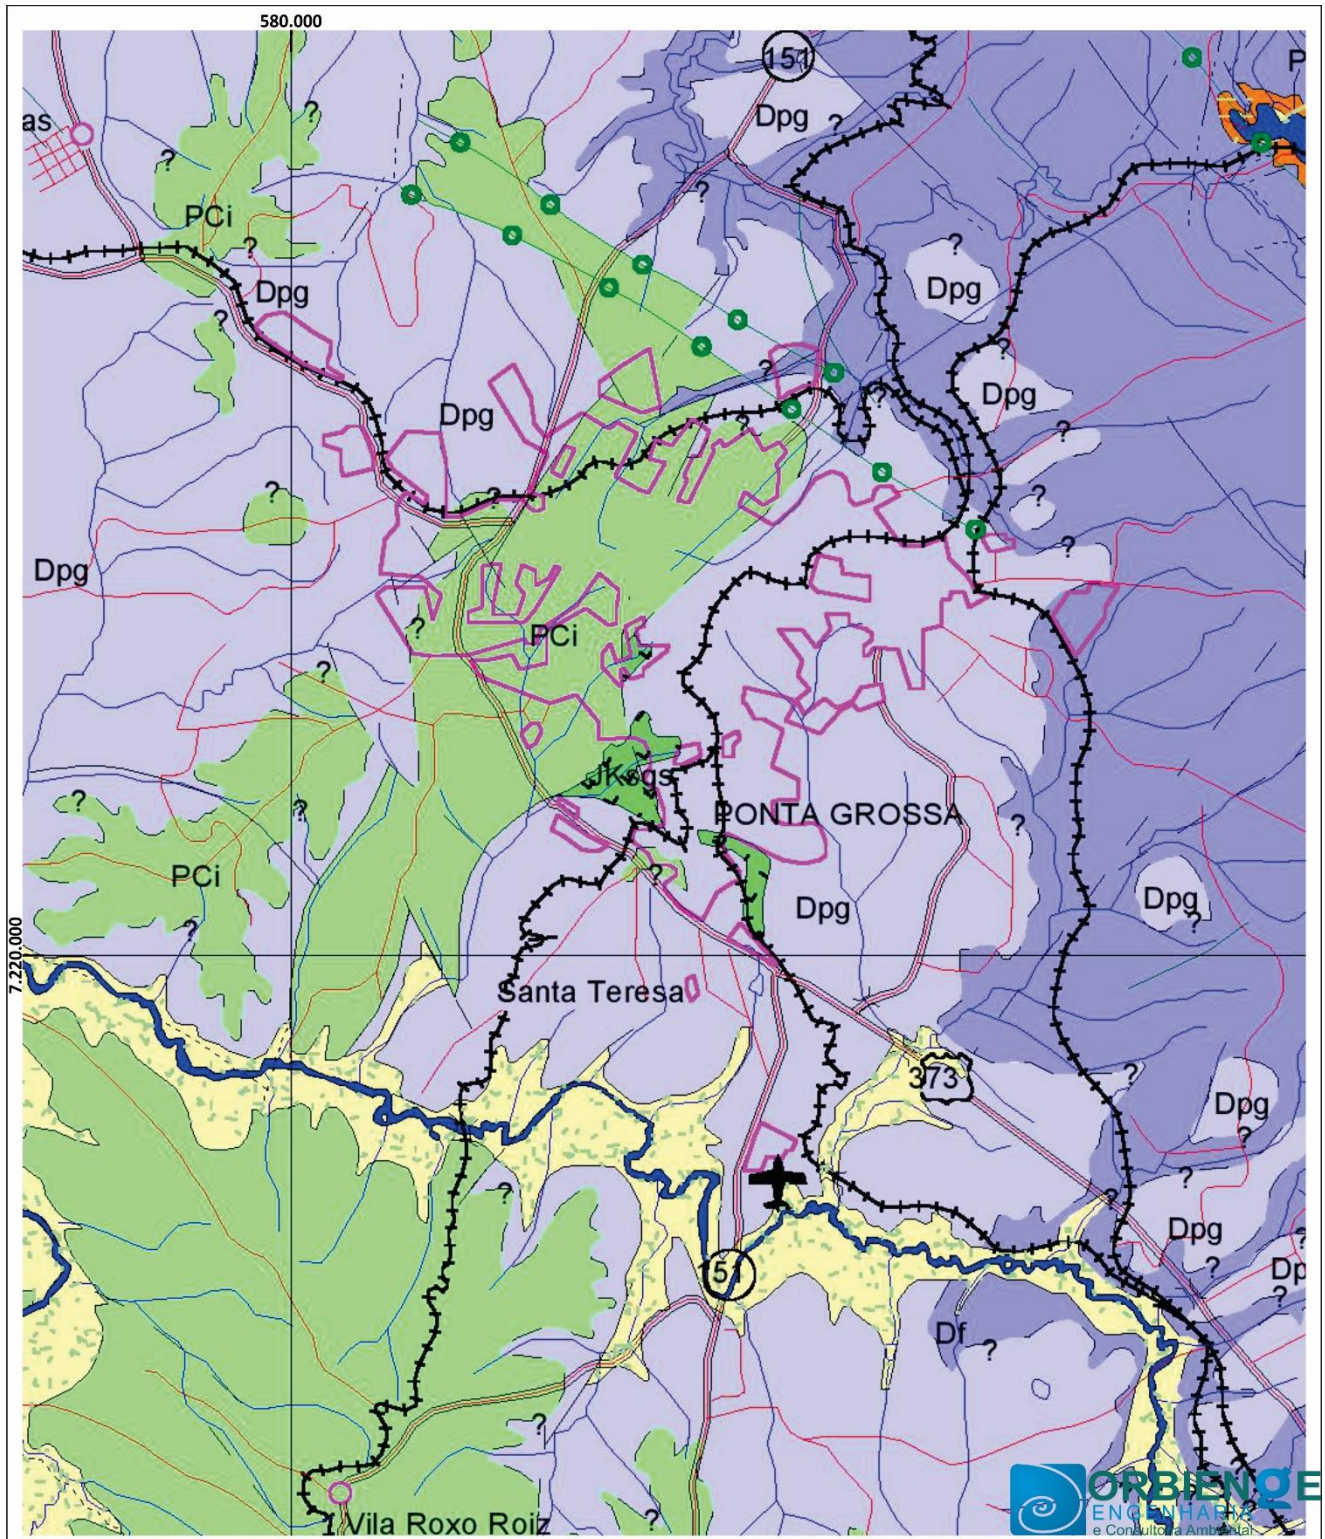 580.000
151
P
Dpg
?
as
?
?
?
PCi
?
?
?
Dpg
Dpg
?
?
?
Dpg
?
?
Dpg
?
?
?
?
?
Dpg
?
?
PCi
?
?
JKsgs
PONTA GROSSA
?
?
?
PCi
?
Dpg
Dpg
?
?
7.220.000
Santa Teresa
373
?
Dpg
?
?
?
?
Dpg
?
?
151
Dp
?
Df
?
?
?
?
Vila Roxo Roiz
ORBIENGE
ENGENHARIA
e Consultoria Ambiental